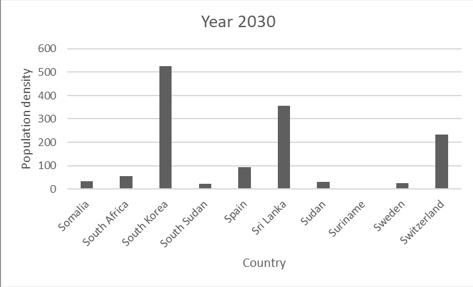 Year 2030
600
500
400
300
200
100
0
Population density
Somalia
South Africa
South Korea
South Sudan
Spain
Sri Lanka
Sudan
Suriname
Sweden
Switzerland
Country